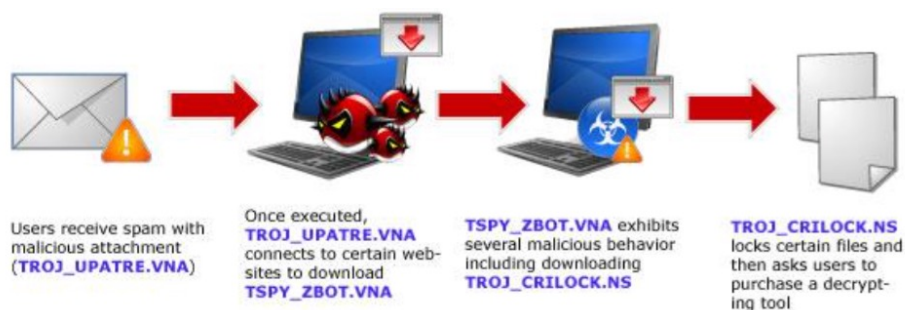 Users receive spam with
malicious attachment
(TROJ_UPATRE.VNA)
Once executed,
TROJ_UPATRE.VNA
connects to certain web-
sites to download
TSPY_ZBOT.VNA
TSPY_ZBOT.VNA exhibits
several malicious behavior
including downloading
TROJ_CRILOCK.NS
TROJ_CRILOCK.NS
locks certain files and
then asks users to
purchase a decrypt-
ing tool